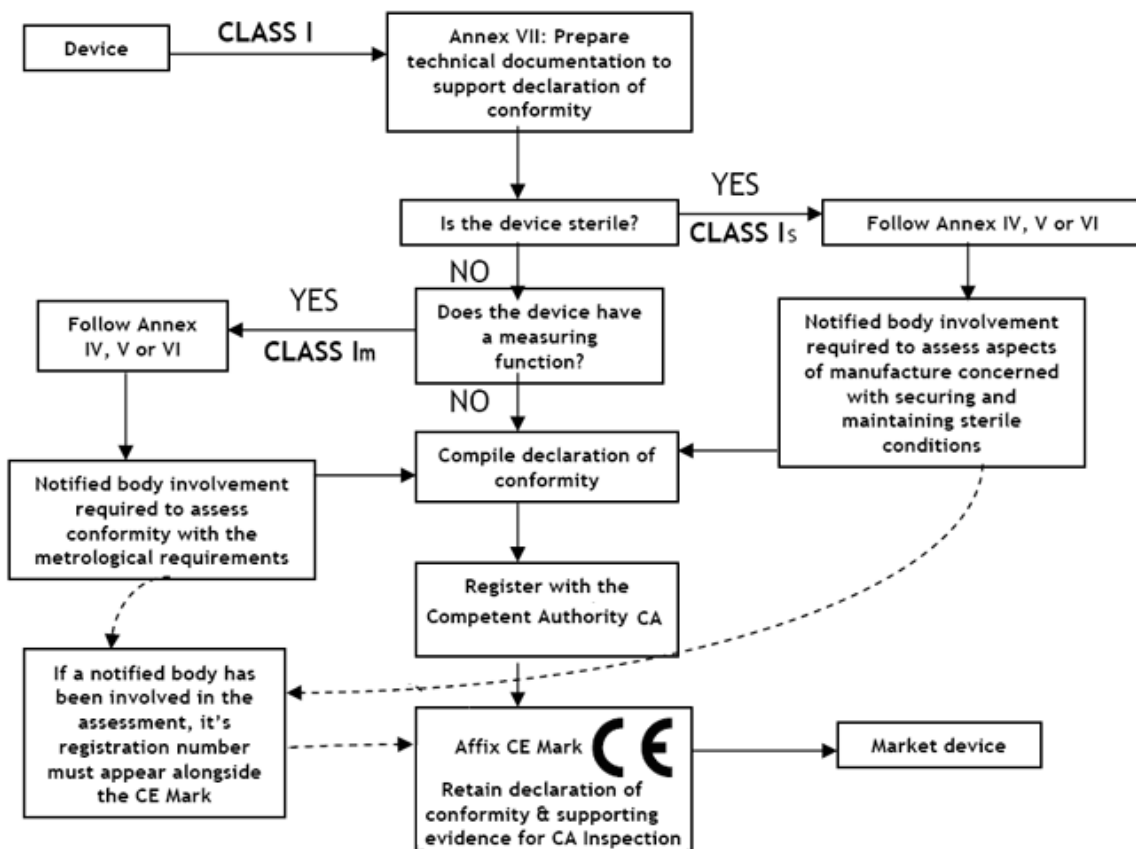 Device
CLASS I
Annex VII: Prepare
technical documentation to
support declaration of
conformity
Is the device sterile?
YES
CLASS Is
Follow Annex IV, V or VI
NO
Does the device have
a measuring
function?
YES
CLASS Im
Follow Annex
IV, V or VI
Notified body involvement
required to assess aspects
of manufacture concerned
with securing and
maintaining sterile
conditions
NO
Compile declaration of
conformity
Notified body involvement
required to assess
conformity with the
metrological requirements
Register with the
Competent Authority CA
If a notified body has
been involved in the
assessment, it's
registration number
must appear alongside
the CE Mark
Affix CE Mark CE
Retain declaration of
conformity & supporting
evidence for CA Inspection
Market device